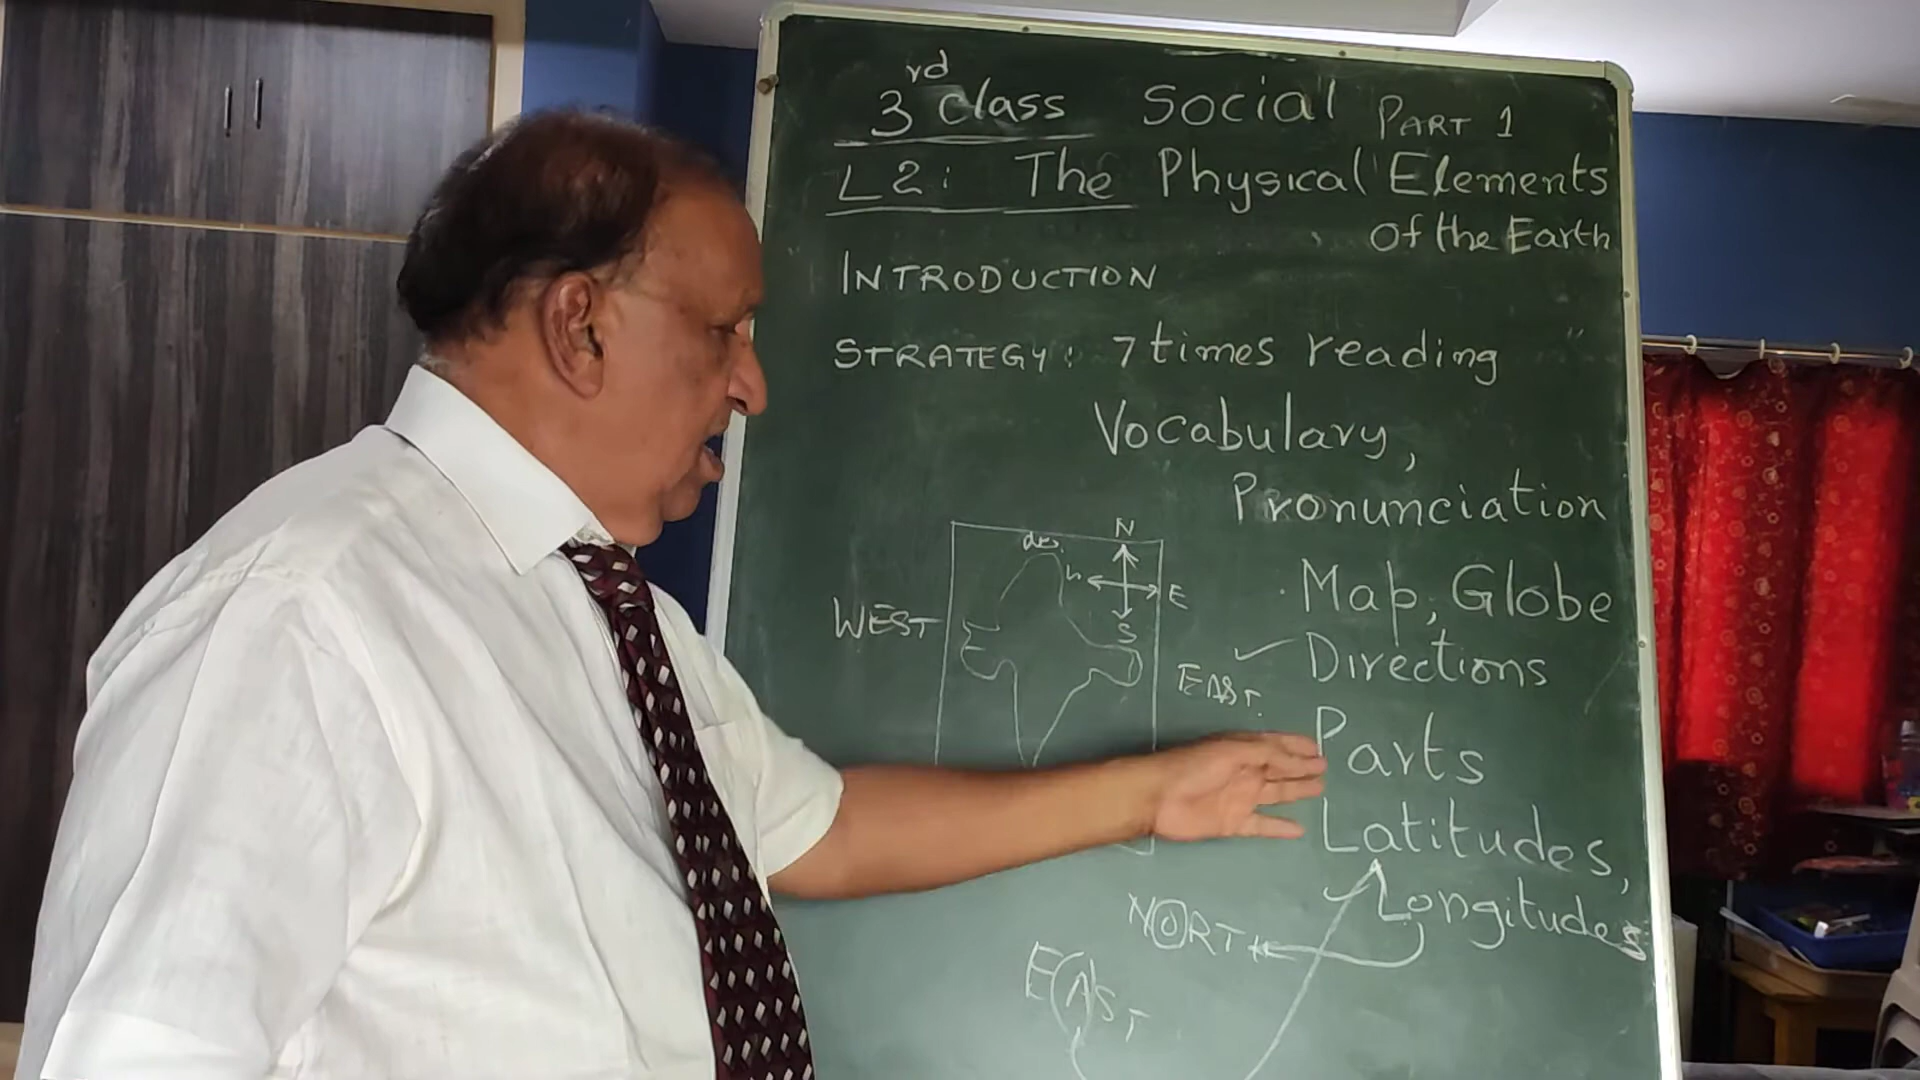 3rd class Social PART 1
L2: The Physical Elements
of the Earth
INTRODUCTION
STRATEGY: 7 times reading
Vocabulary,
Pronunciation
Map, Globe
Directions
Parts
Latitudes,
Longitudes
N
E
S
WEST
EAST.
NORT
EAST